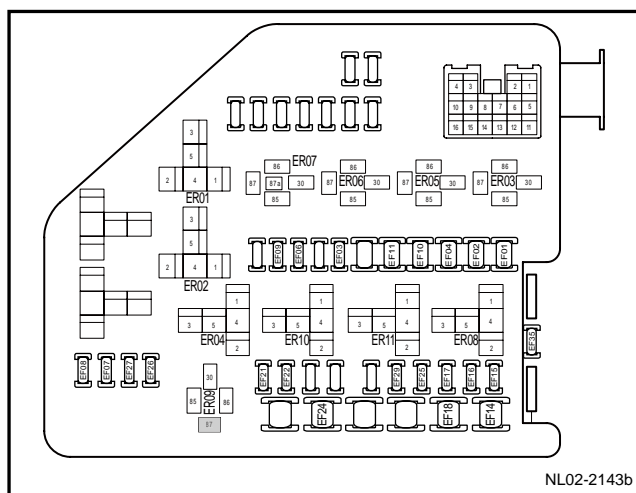 4 3 2 1
10 9 8 7 6 5
16 15 14 13 12 11
3
5
2 4 1
ER01
86 ER07
87 87a 30
85
86
87 ER06 30
85
86
87 ER05 30
85
86
87 ER03 30
85
3
5
2 4 1
ER02
EF09 EF06 EF03 EF11 EF10 EF04 EF02 EF01
1
3 5 4
ER04 2
1
3 5 4
ER10 2
1
3 5 4
ER11 2
1
3 5 4
ER08 2
EF35
EF08 EF07 EF27 EF26
30
85 ER09 86
87
EF21 EF22 EF29 EF25 EF17 EF16 EF15
EF24 EF18 EF14
NL02-2143b